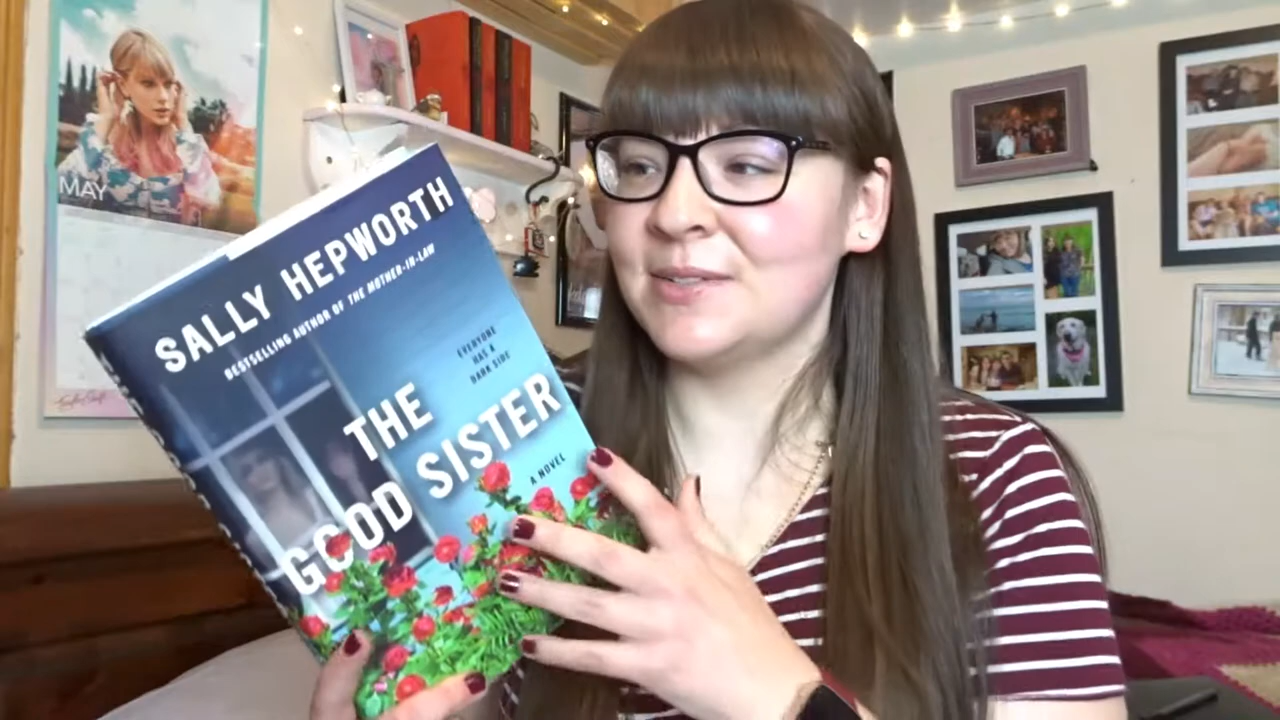 MAY
SALLY HEPWORTH
BESTSELLING AUTHOR OF THE MOTHER-IN-LAW
EVERYONE
HAS A
DARK SIDE
THE
GOOD SISTER
A NOVEL